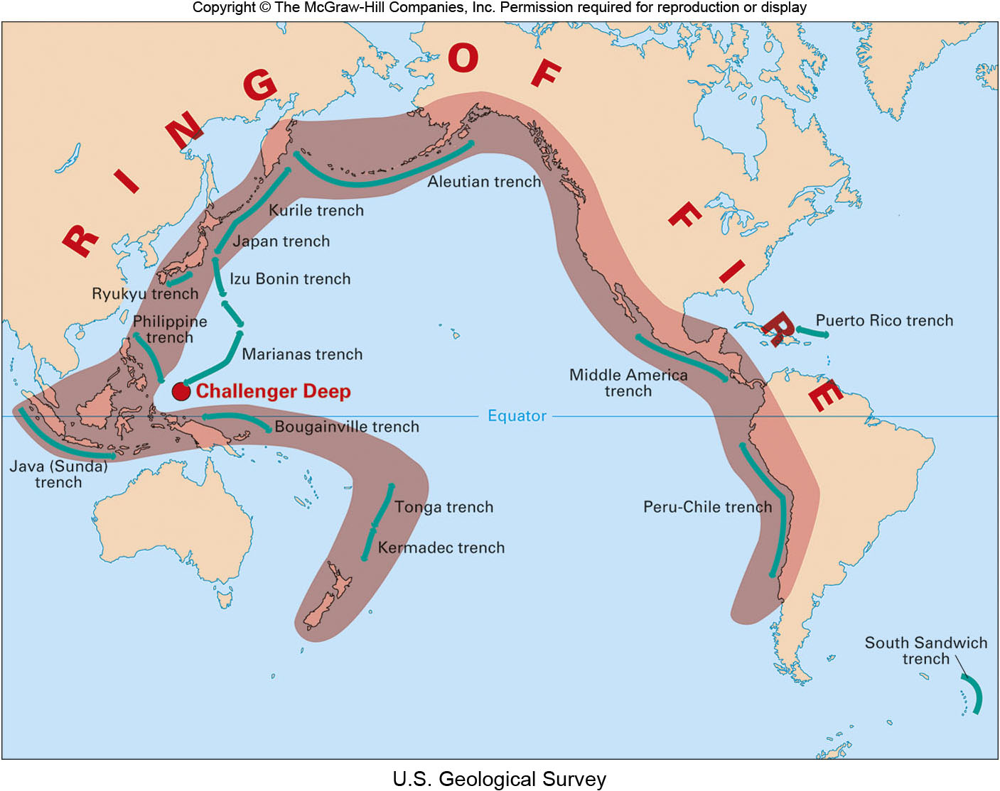 Copyright © The McGraw-Hill Companies, Inc. Permission required for reproduction or display
RING OF FIRE
Aleutian trench
Kurile trench
Japan trench
Izu Bonin trench
Ryukyu trench
Philippine
trench
Marianas trench
Challenger Deep
Puerto Rico trench
Middle America
trench
Equator
Bougainville trench
Java (Sunda)
trench
Tonga trench
Kermadec trench
Peru-Chile trench
South Sandwich
trench
U.S. Geological Survey